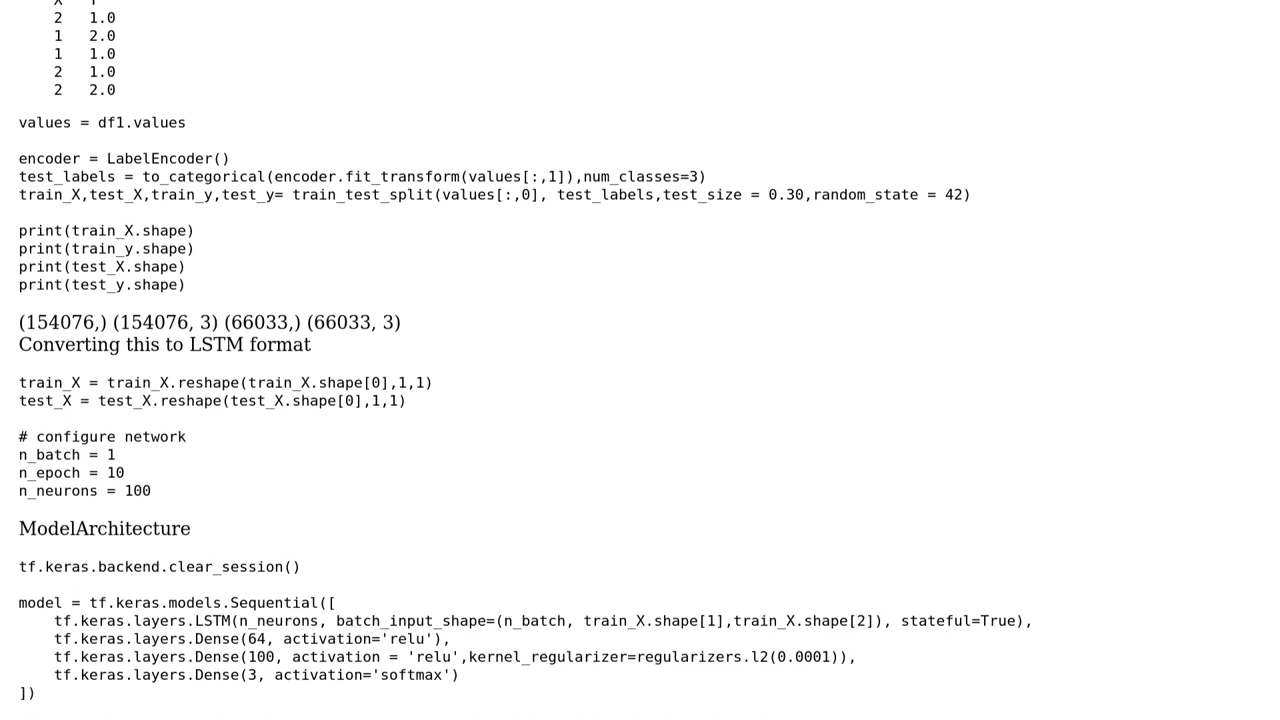 2   1.0
1   2.0
1   1.0
2   1.0
2   2.0
values = df1.values
encoder = LabelEncoder()
test_labels = to_categorical(encoder.fit_transform(values[:,1]),num_classes=3)
train_X,test_X,train_y,test_y= train_test_split(values[:,0], test_labels,test_size = 0.30,random_state = 42)
print(train_X.shape)
print(train_y.shape)
print(test_X.shape)
print(test_y.shape)
(154076,) (154076, 3) (66033,) (66033, 3)
Converting this to LSTM format
train_X = train_X.reshape(train_X.shape[0],1,1)
test_X = test_X.reshape(test_X.shape[0],1,1)
# configure network
n_batch = 1
n_epoch = 10
n_neurons = 100
ModelArchitecture
tf.keras.backend.clear_session()
model = tf.keras.models.Sequential([
    tf.keras.layers.LSTM(n_neurons, batch_input_shape=(n_batch, train_X.shape[1],train_X.shape[2]), stateful=True),
    tf.keras.layers.Dense(64, activation='relu'),
    tf.keras.layers.Dense(100, activation = 'relu',kernel_regularizer=regularizers.l2(0.0001)),
    tf.keras.layers.Dense(3, activation='softmax')
])